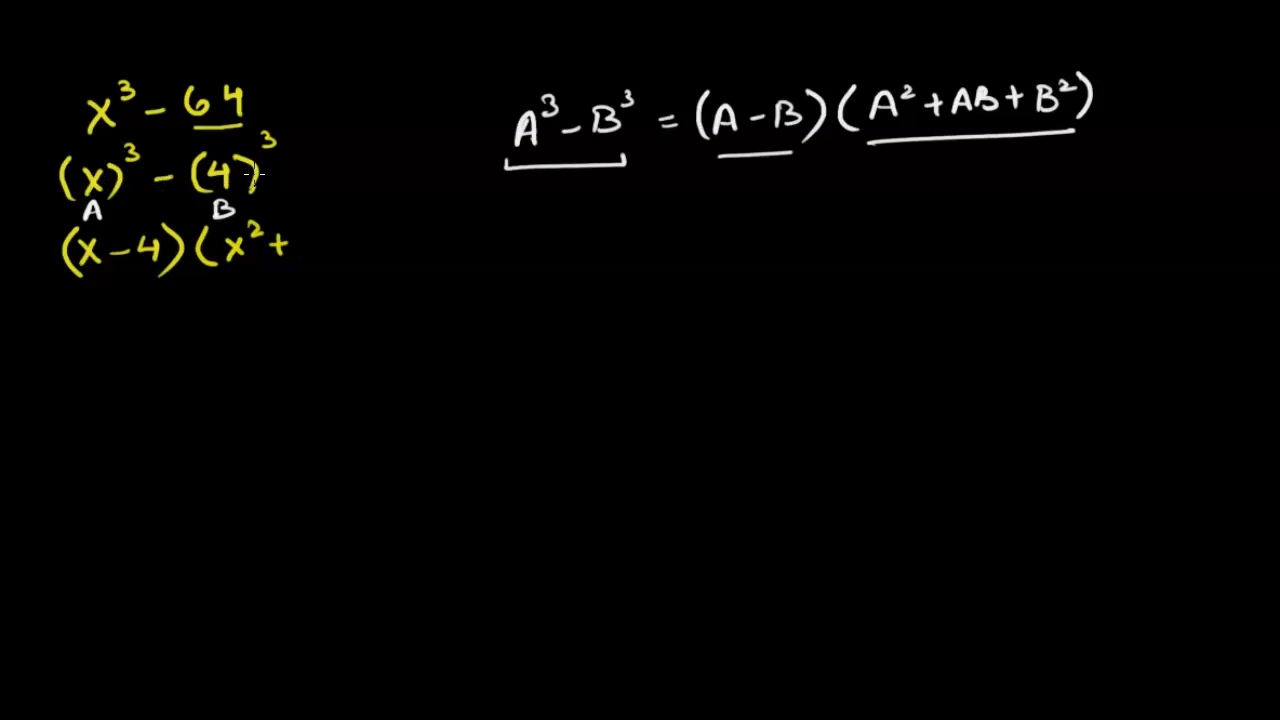 x³ - 64
(x)³ - (4)³
A B
(x - 4)(x² +
A³ - B³ = (A - B)(A² + AB + B²)